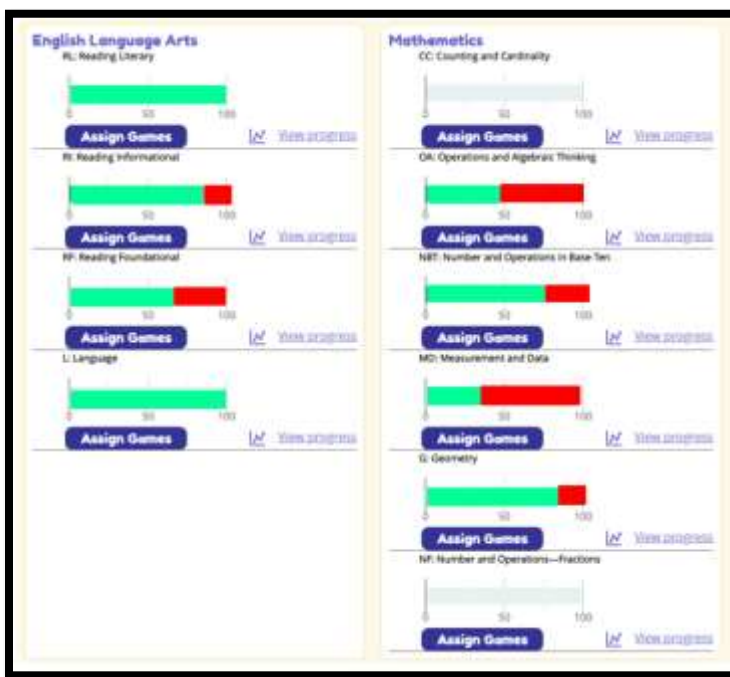 English Language Arts
RL: Reading Literary
0 50 100
Assign Games View progress
RI: Reading Informational
0 50 100
Assign Games View progress
RF: Reading Foundational
0 50 100
Assign Games View progress
L: Language
0 50 100
Assign Games View progress
Mathematics
CC: Counting and Cardinality
0 50 100
Assign Games View progress
OA: Operations and Algebraic Thinking
0 50 100
Assign Games View progress
NBT: Number and Operations in Base Ten
0 50 100
Assign Games View progress
MD: Measurement and Data
0 50 100
Assign Games View progress
G: Geometry
0 50 100
Assign Games View progress
NF: Number and Operations—Fractions
0 50 100
Assign Games View progress